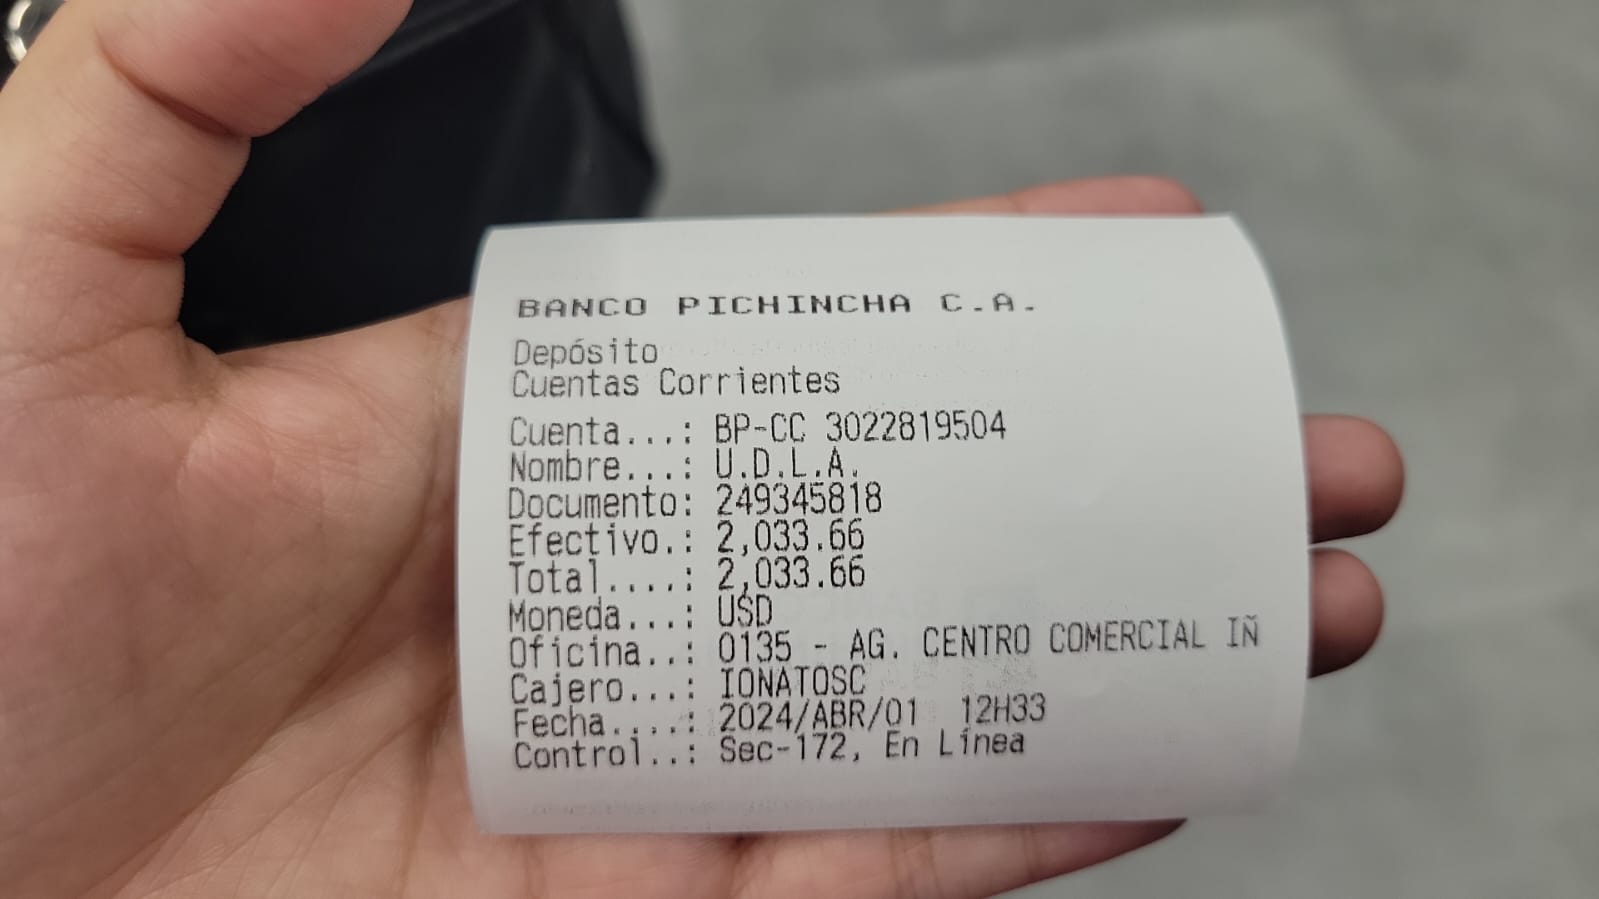 BANCO PICHINCHA C.A.
Depósito
Cuentas Corrientes
Cuenta...: BP-CC 3022819504
Nombre...: U.D.L.A.
Documento: 249345818
Efectivo.: 2,033.66
Total....: 2,033.66
Moneda...: USD
Oficina..: 0135 - AG. CENTRO COMERCIAL IÑ
Cajero...: IONATOSC
Fecha....: 2024/ABR/01  12H33
Control..: Sec-172, En Línea